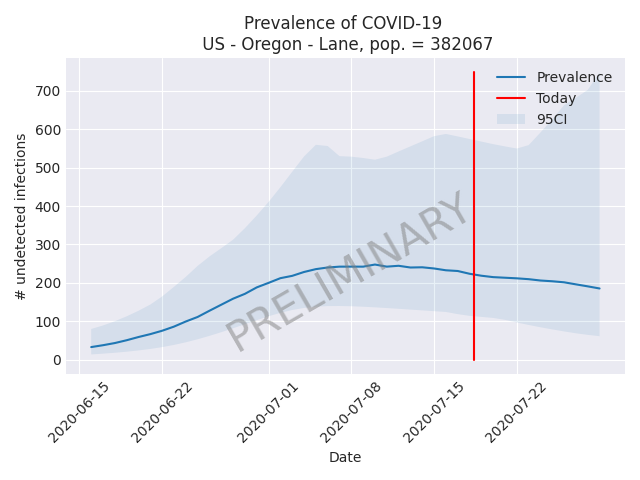 Prevalence of COVID-19
US - Oregon - Lane, pop. = 382067
Prevalence
Today
95CI
PRELIMINARY
# undetected infections
700
600
500
400
300
200
100
0
2020-06-15
2020-06-22
2020-07-01
2020-07-08
2020-07-15
2020-07-22
Date